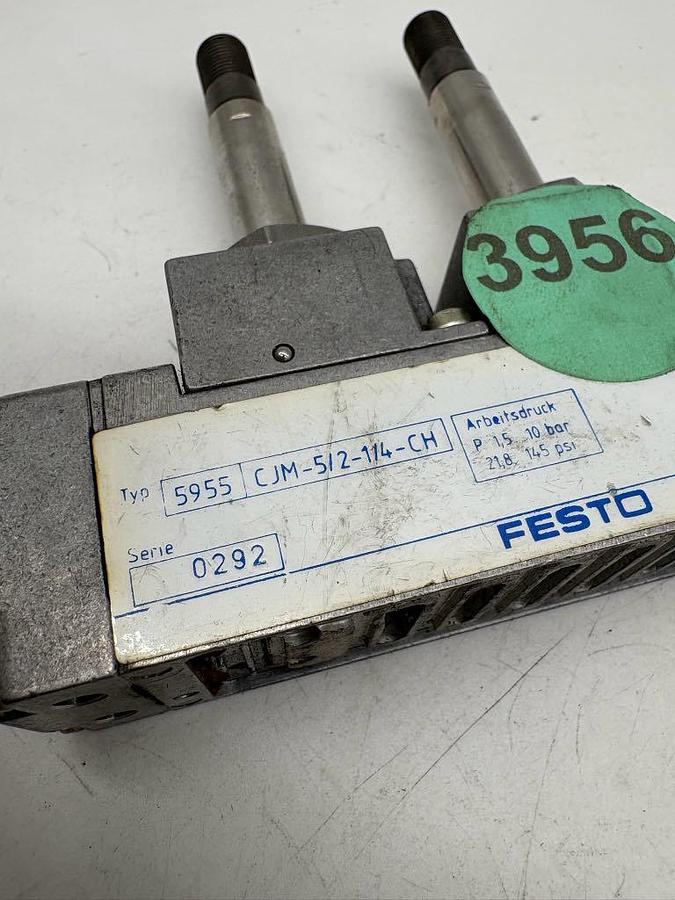 3956
Typ 5955 CJM-5/2-1/4-CH
Arbeitsdruck
P 1,5 10 bar
21,8 145 psi
Serie
0292
FESTO